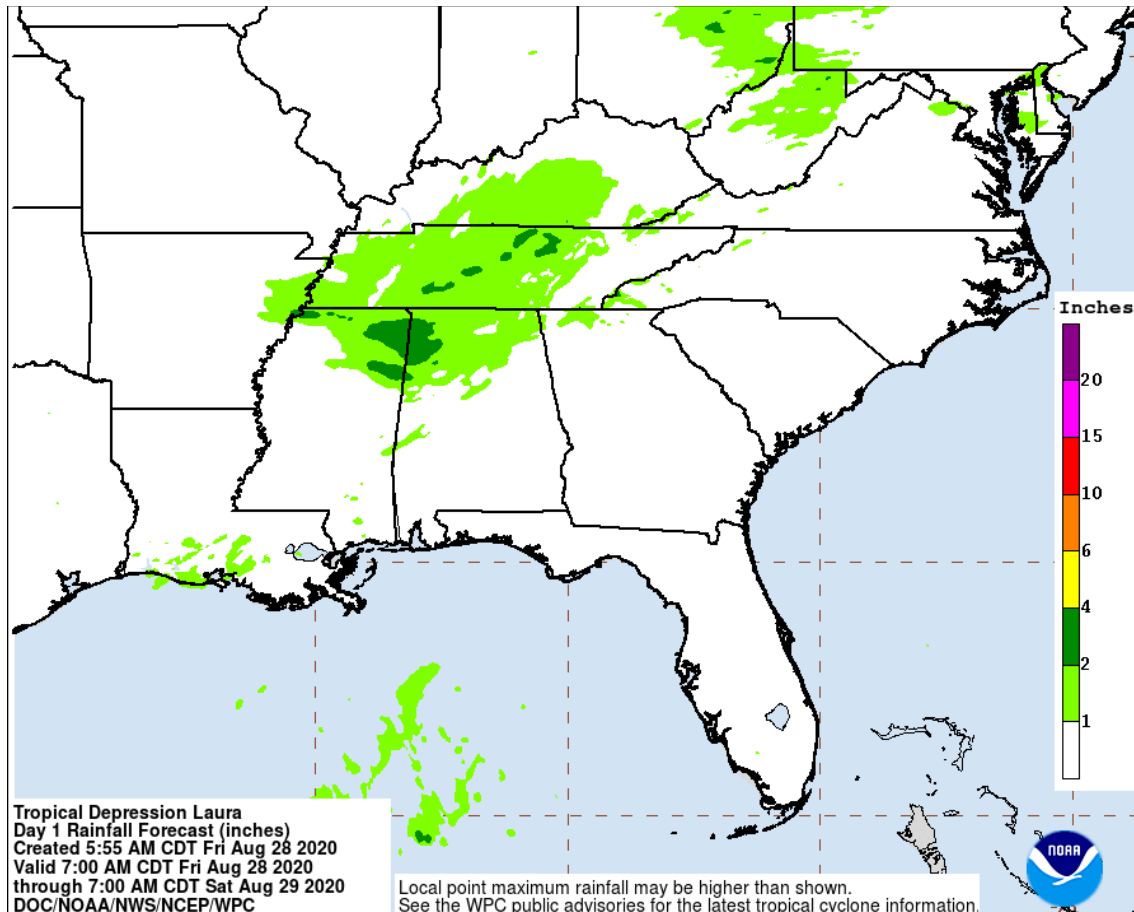 Inches
20
15
10
6
4
2
1
Tropical Depression Laura
Day 1 Rainfall Forecast (inches)
Created 5:55 AM CDT Fri Aug 28 2020
Valid 7:00 AM CDT Fri Aug 28 2020
through 7:00 AM CDT Sat Aug 29 2020
DOC/NOAA/NWS/NCEP/WPC
Local point maximum rainfall may be higher than shown.
See the WPC public advisories for the latest tropical cyclone information.
NOAA